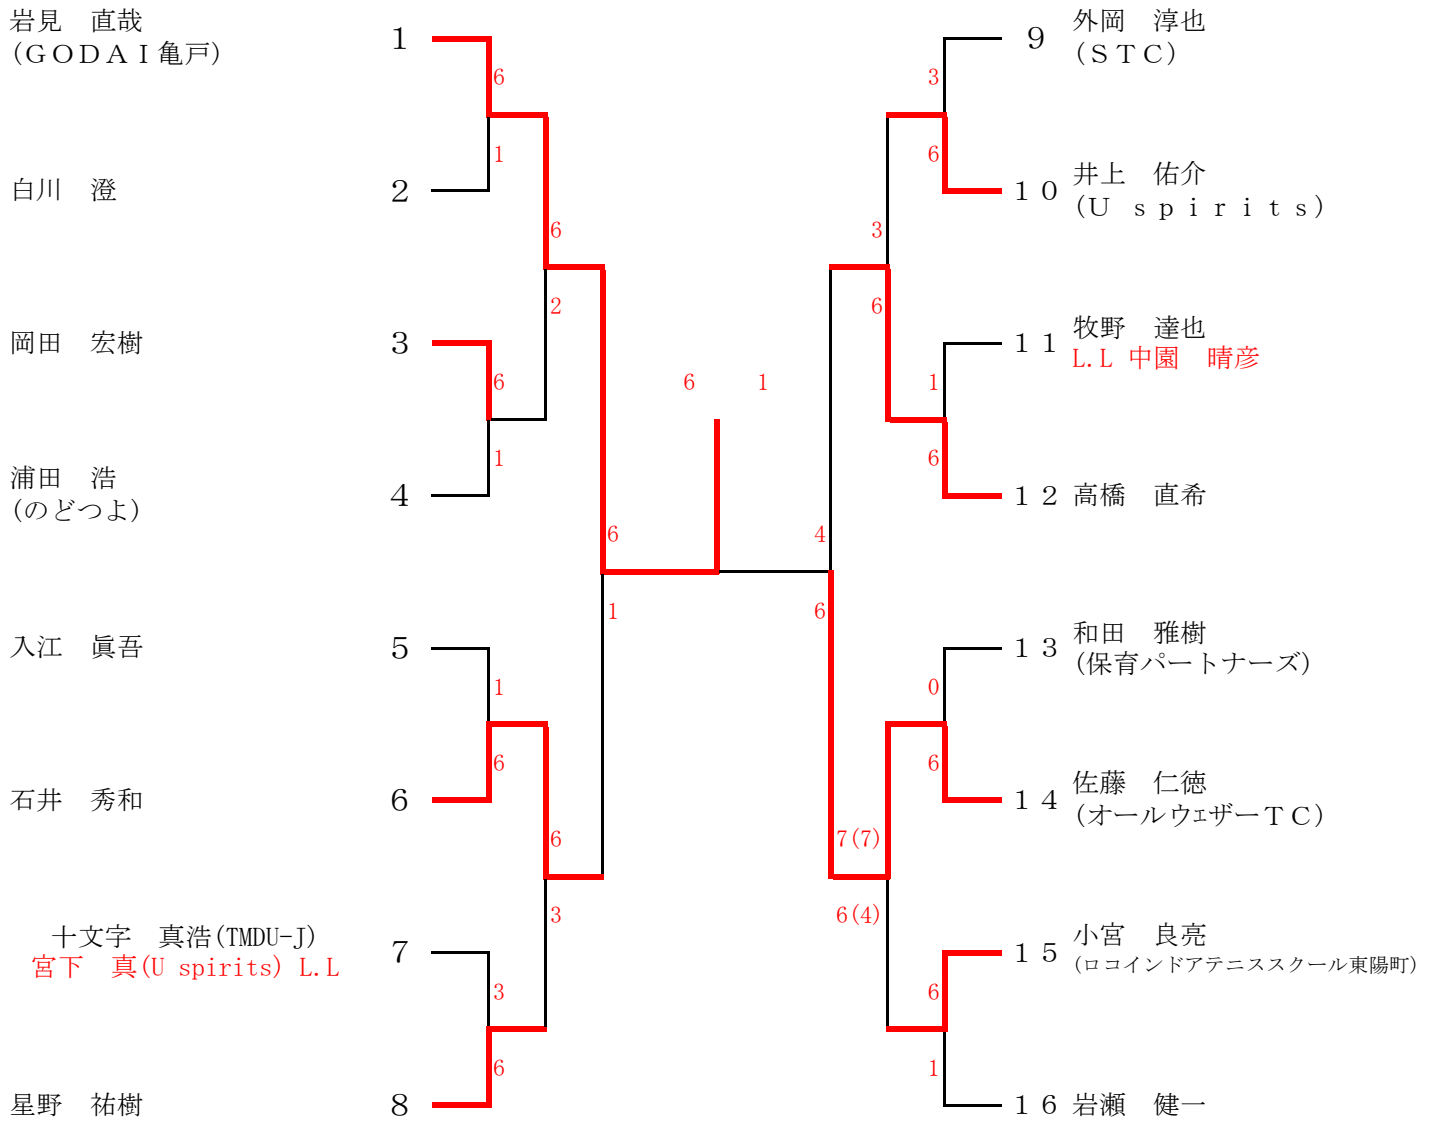 岩見　直哉
(ＧＯＤＡＩ亀戸)
1
6
1
白川　澄
2
6
2
岡田　宏樹
3
6
1
浦田　浩
(のどつよ)
4
6
1
入江　眞吾
5
1
6
石井　秀和
6
6
3
十文字　真浩(TMDU-J)
宮下　真(U spirits) L.L
7
3
6
星野　祐樹
8
6
1
9
外岡　淳也
(ＳＴＣ)
3
6
10
井上　佑介
(Ｕ ｓｐｉｒｉｔｓ)
3
6
11
牧野　達也
L.L 中園　晴彦
1
6
12
高橋　直希
4
6
13
和田　雅樹
(保育パートナーズ)
0
6
14
佐藤　仁徳
(オールウェザーＴＣ)
7(7)
6(4)
15
小宮　良亮
(ロコインドアテニススクール東陽町)
6
1
16
岩瀬　健一